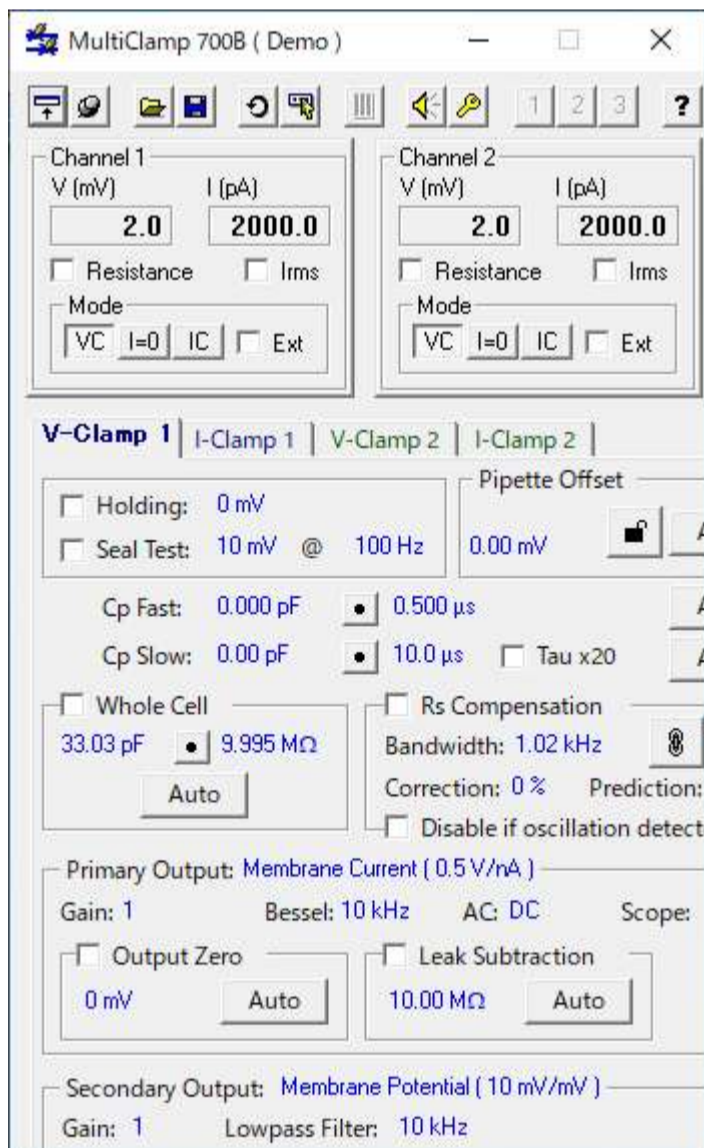 MultiClamp 700B ( Demo )
1 2 3 ?
Channel 1
V (mV) I (pA)
2.0 2000.0
Resistance Irms
Mode
VC I=0 IC Ext
Channel 2
V (mV) I (pA)
2.0 2000.0
Resistance Irms
Mode
VC I=0 IC Ext
V-Clamp 1 I-Clamp 1 V-Clamp 2 I-Clamp 2
Holding: 0 mV
Seal Test: 10 mV @ 100 Hz
Pipette Offset
0.00 mV
Cp Fast: 0.000 pF 0.500 µs
Cp Slow: 0.00 pF 10.0 µs Tau x20
Whole Cell
33.03 pF 9.995 MΩ
Auto
Rs Compensation
Bandwidth: 1.02 kHz
Correction: 0 % Prediction:
Disable if oscillation detect
Primary Output: Membrane Current ( 0.5 V/nA )
Gain: 1 Bessel: 10 kHz AC: DC Scope:
Output Zero
0 mV Auto
Leak Subtraction
10.00 MΩ Auto
Secondary Output: Membrane Potential ( 10 mV/mV )
Gain: 1 Lowpass Filter: 10 kHz